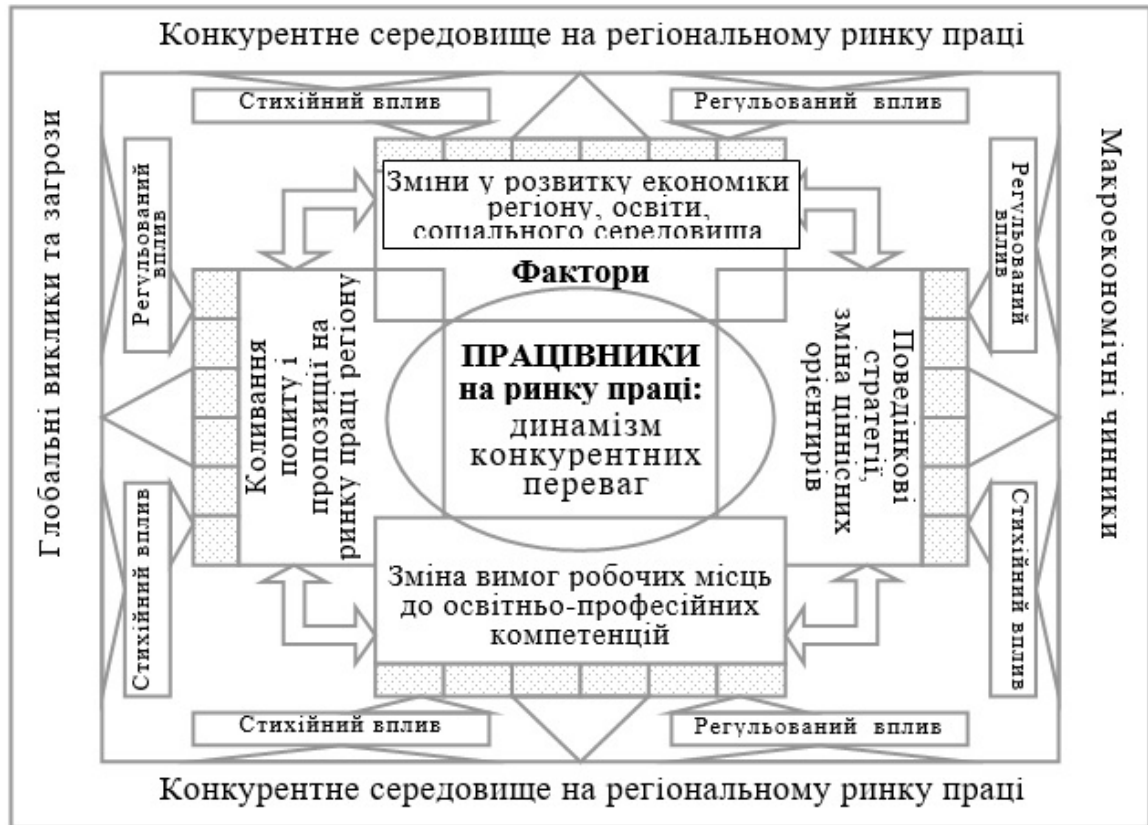 Конкурентне середовище на регіональному ринку праці
Стихійний вплив
Регульований вплив
Глобальні виклики та загрози
Регульований
вплив
Стихійний вплив
Зміни у розвитку економіки
регіону, освіти,
соціального середовища
Фактори
Коливання
попиту і
пропозиції на
ринку праці регіону
ПРАЦІВНИКИ
на ринку праці:
динамізм
конкурентних
переваг
Поведінкові
стратегії,
зміна ціннісних
орієнтирів
Регульований
вплив
Стихійний вплив
Макроекономічні чинники
Зміна вимог робочих місць
до освітньо-професійних
компетенцій
Стихійний вплив
Регульований вплив
Конкурентне середовище на регіональному ринку праці